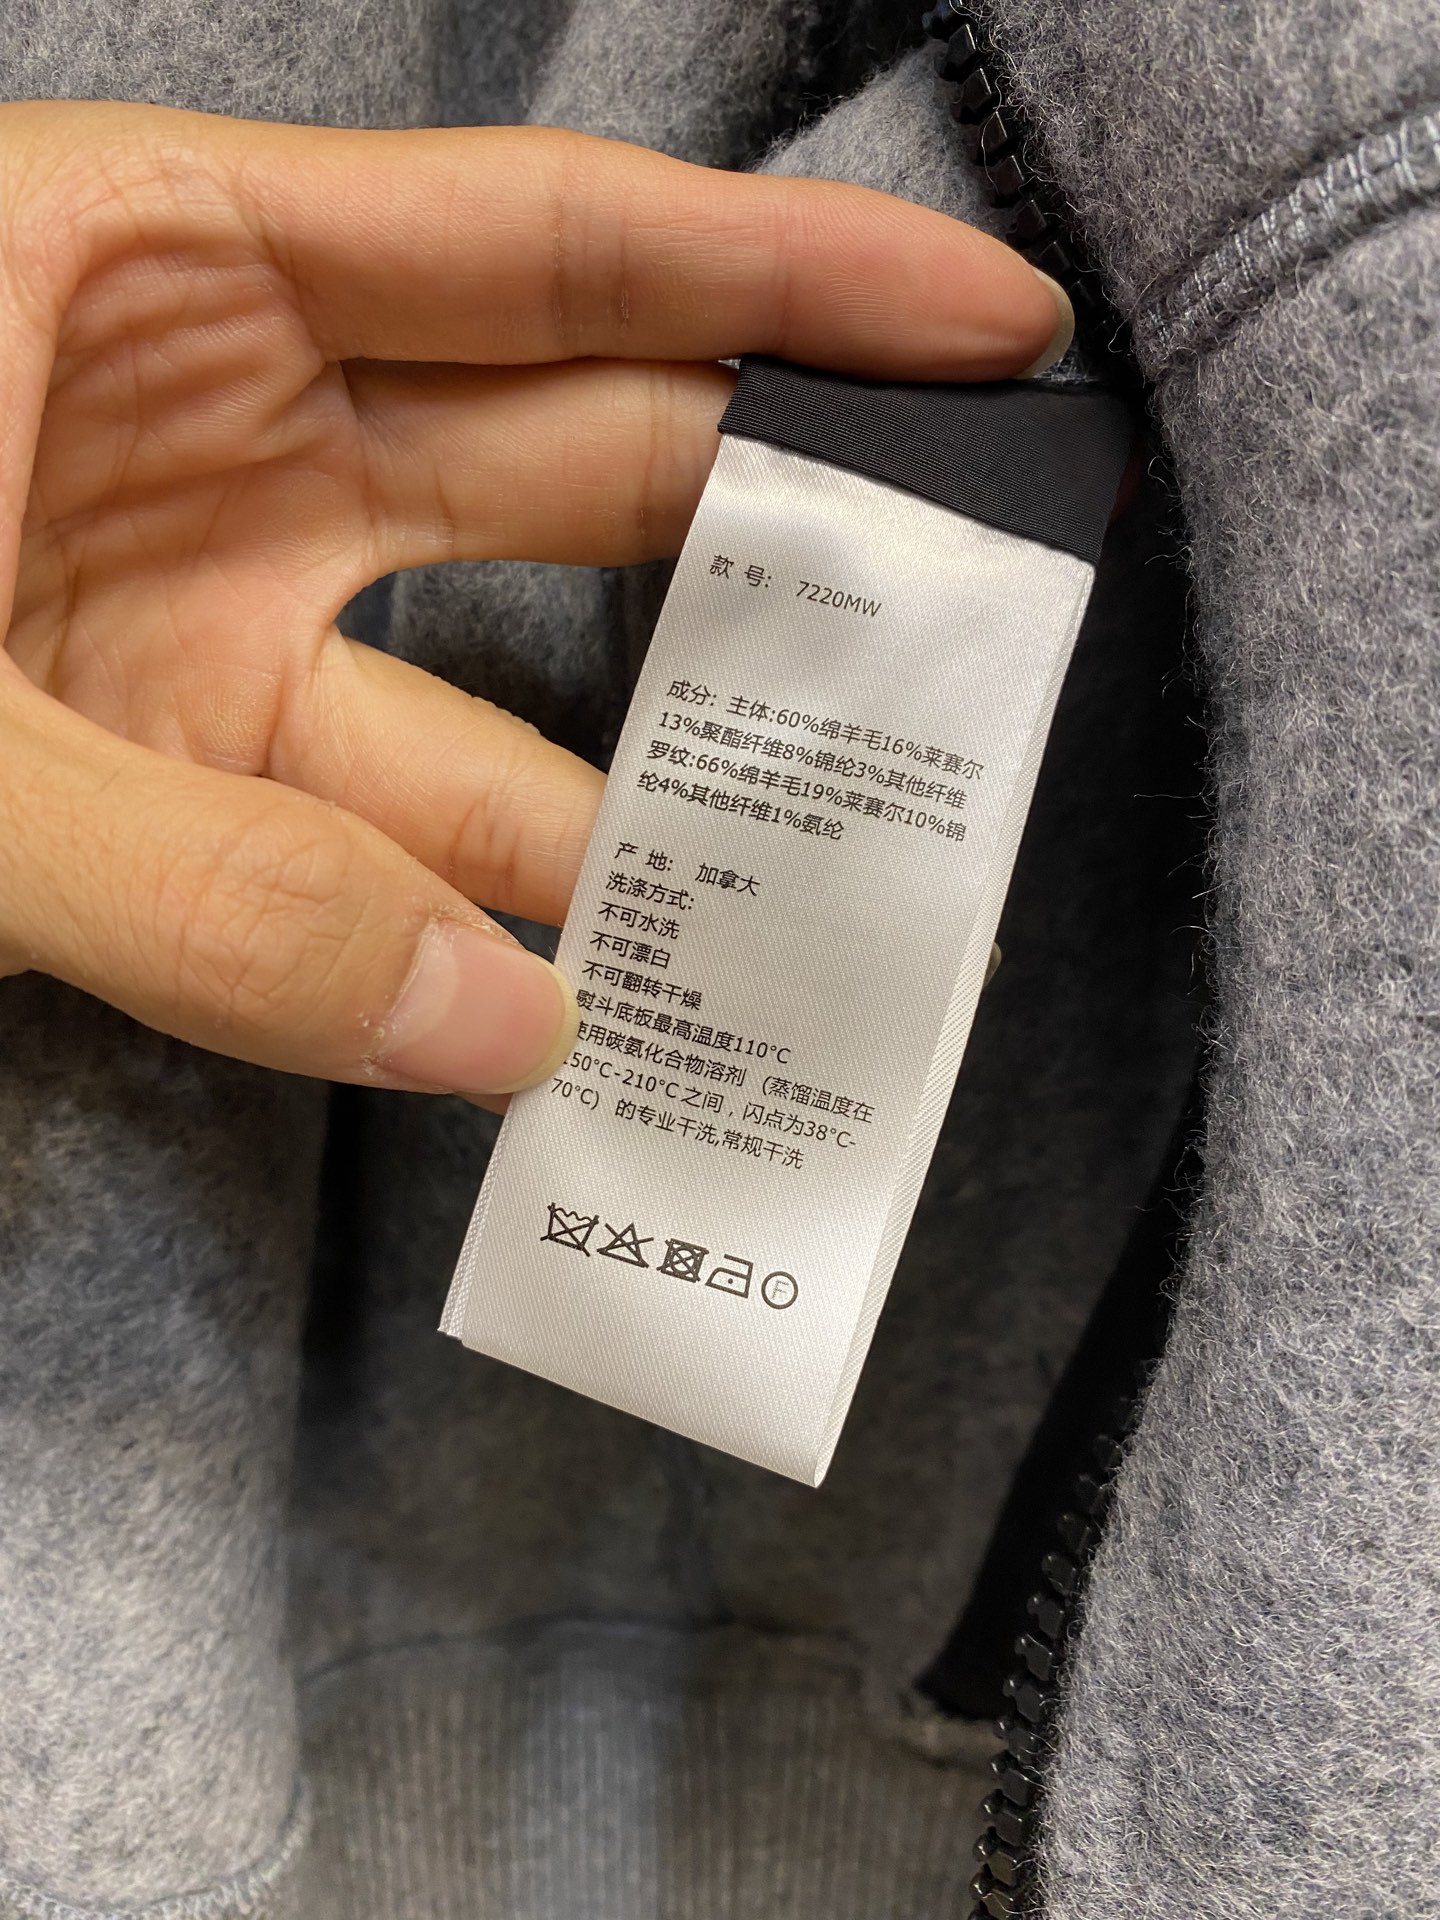 款 号: 7220MW
成分: 主体:60%绵羊毛16%莱赛尔
13%聚酯纤维8%锦纶3%其他纤维
罗纹:66%绵羊毛19%莱赛尔10%锦
纶4%其他纤维1%氨纶
产 地: 加拿大
洗涤方式:
不可水洗
不可漂白
不可翻转干燥
熨斗底板最高温度110°C
使用碳氨化合物溶剂 (蒸馏温度在
150°C-210°C之间,闪点为38°C-
70°C) 的专业干洗,常规干洗
F